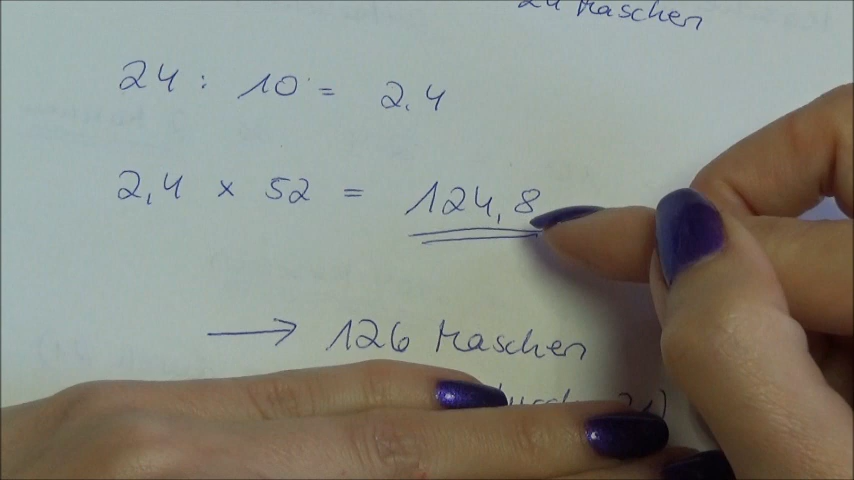 24 Maschen
24 : 10 = 2,4
2,4 x 52 = 124,8
→ 126 Maschen